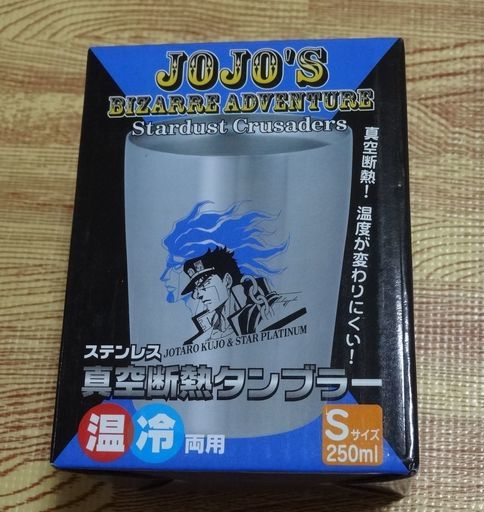 JOJO'S
BIZARRE ADVENTURE
Stardust Crusaders
真空断熱! 温度が変わりにくい!
JOTARO KUJO & STAR PLATINUM
ステンレス
真空断熱タンブラー
温 冷 両用
Sサイズ
250ml